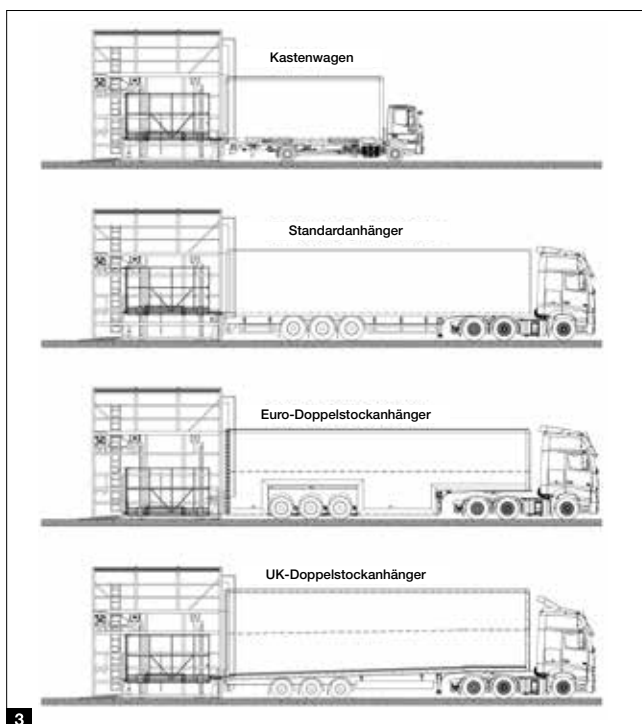 Kastenwagen
Standardanhänger
Euro-Doppelstockanhänger
UK-Doppelstockanhänger
3